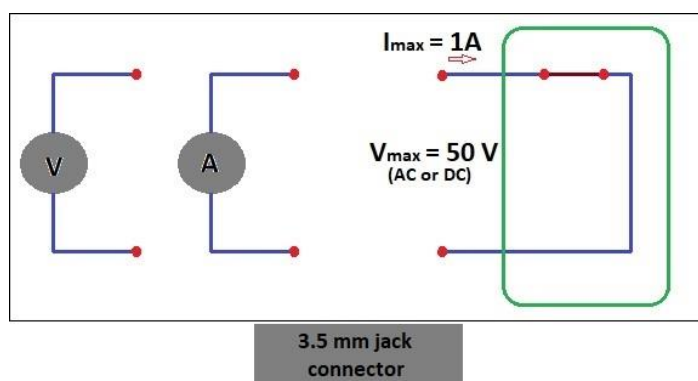 Imax = 1A
V
A
Vmax = 50 V
(AC or DC)
3.5 mm jack
connector